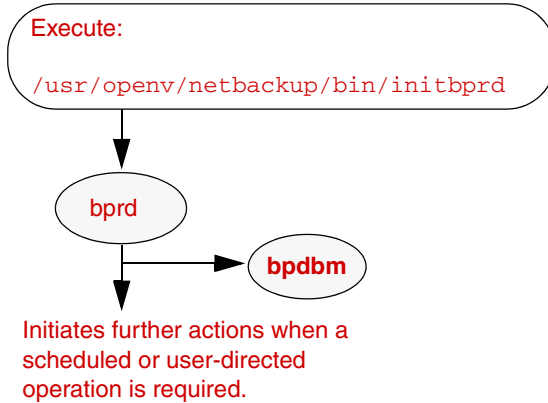 Execute:
/usr/openv/netbackup/bin/initbprd
bprd
bpdbm
Initiates further actions when a
scheduled or user-directed
operation is required.